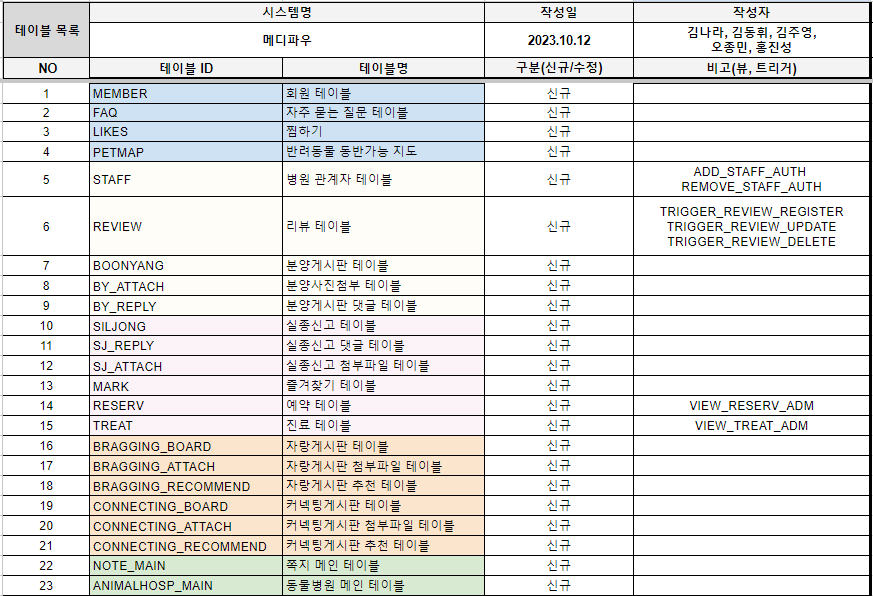 테이블 목록 시스템명 작성일 작성자
메디파우 2023.10.12 김나라, 김동휘, 김주영,
오종민, 홍진성
NO 테이블 ID 테이블명 구분(신규/수정) 비고(뷰, 트리거)
1 MEMBER 회원 테이블 신규
2 FAQ 자주 묻는 질문 테이블 신규
3 LIKES 찜하기 신규
4 PETMAP 반려동물 동반가능 지도 신규
5 STAFF 병원 관계자 테이블 신규 ADD_STAFF_AUTH
REMOVE_STAFF_AUTH
6 REVIEW 리뷰 테이블 신규 TRIGGER_REVIEW_REGISTER
TRIGGER_REVIEW_UPDATE
TRIGGER_REVIEW_DELETE
7 BOONYANG 분양게시판 테이블 신규
8 BY_ATTACH 분양사진첨부 테이블 신규
9 BY_REPLY 분양게시판 댓글 테이블 신규
10 SILJONG 실종신고 테이블 신규
11 SJ_REPLY 실종신고 댓글 테이블 신규
12 SJ_ATTACH 실종신고 첨부파일 테이블 신규
13 MARK 즐겨찾기 테이블 신규
14 RESERV 예약 테이블 신규 VIEW_RESERV_ADM
15 TREAT 진료 테이블 신규 VIEW_TREAT_ADM
16 BRAGGING_BOARD 자랑게시판 테이블 신규
17 BRAGGING_ATTACH 자랑게시판 첨부파일 테이블 신규
18 BRAGGING_RECOMMEND 자랑게시판 추천 테이블 신규
19 CONNECTING_BOARD 커넥팅게시판 테이블 신규
20 CONNECTING_ATTACH 커넥팅게시판 첨부파일 테이블 신규
21 CONNECTING_RECOMMEND 커넥팅게시판 추천 테이블 신규
22 NOTE_MAIN 쪽지 메인 테이블 신규
23 ANIMALHOSP_MAIN 동물병원 메인 테이블 신규